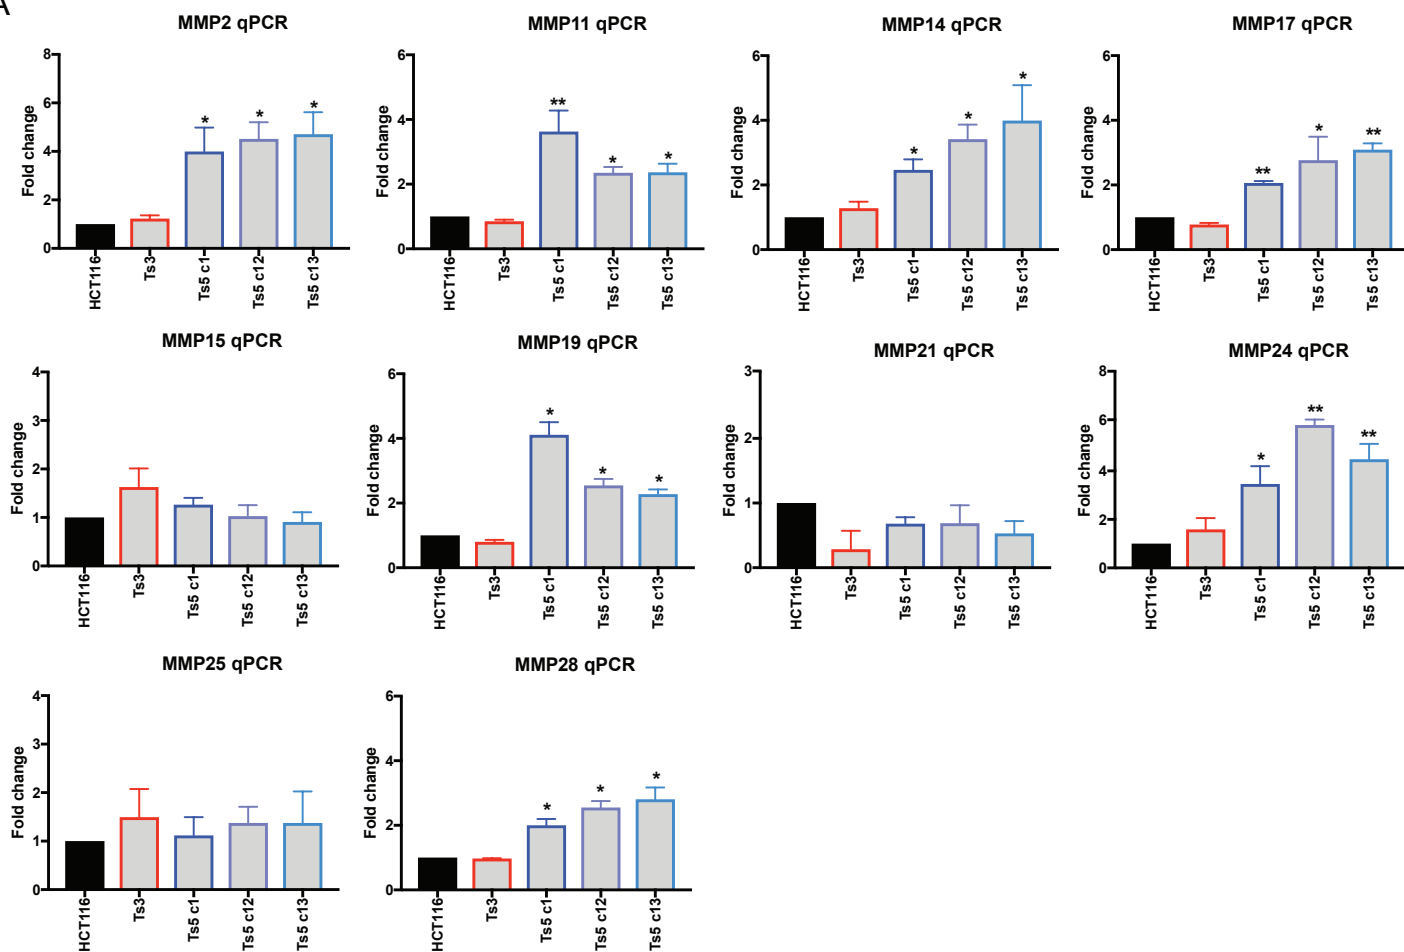 A
MMP2 qPCR
Fold change
8
6
4
2
0
* * *
HCT116
Ts3
Ts5 c1
Ts5 c12
Ts5 c13
MMP11 qPCR
Fold change
6
4
2
0
** * *
HCT116
Ts3
Ts5 c1
Ts5 c12
Ts5 c13
MMP14 qPCR
Fold change
6
4
2
0
* * *
HCT116
Ts3
Ts5 c1
Ts5 c12
Ts5 c13
MMP17 qPCR
Fold change
6
4
2
0
** * **
HCT116
Ts3
Ts5 c1
Ts5 c12
Ts5 c13
MMP15 qPCR
Fold change
4
3
2
1
0
HCT116
Ts3
Ts5 c1
Ts5 c12
Ts5 c13
MMP19 qPCR
Fold change
6
4
2
0
* * *
HCT116
Ts3
Ts5 c1
Ts5 c12
Ts5 c13
MMP21 qPCR
Fold change
3
2
1
0
HCT116
Ts3
Ts5 c1
Ts5 c12
Ts5 c13
MMP24 qPCR
Fold change
8
6
4
2
0
* ** **
HCT116
Ts3
Ts5 c1
Ts5 c12
Ts5 c13
MMP25 qPCR
Fold change
4
3
2
1
0
HCT116
Ts3
Ts5 c1
Ts5 c12
Ts5 c13
MMP28 qPCR
Fold change
6
4
2
0
* * *
HCT116
Ts3
Ts5 c1
Ts5 c12
Ts5 c13